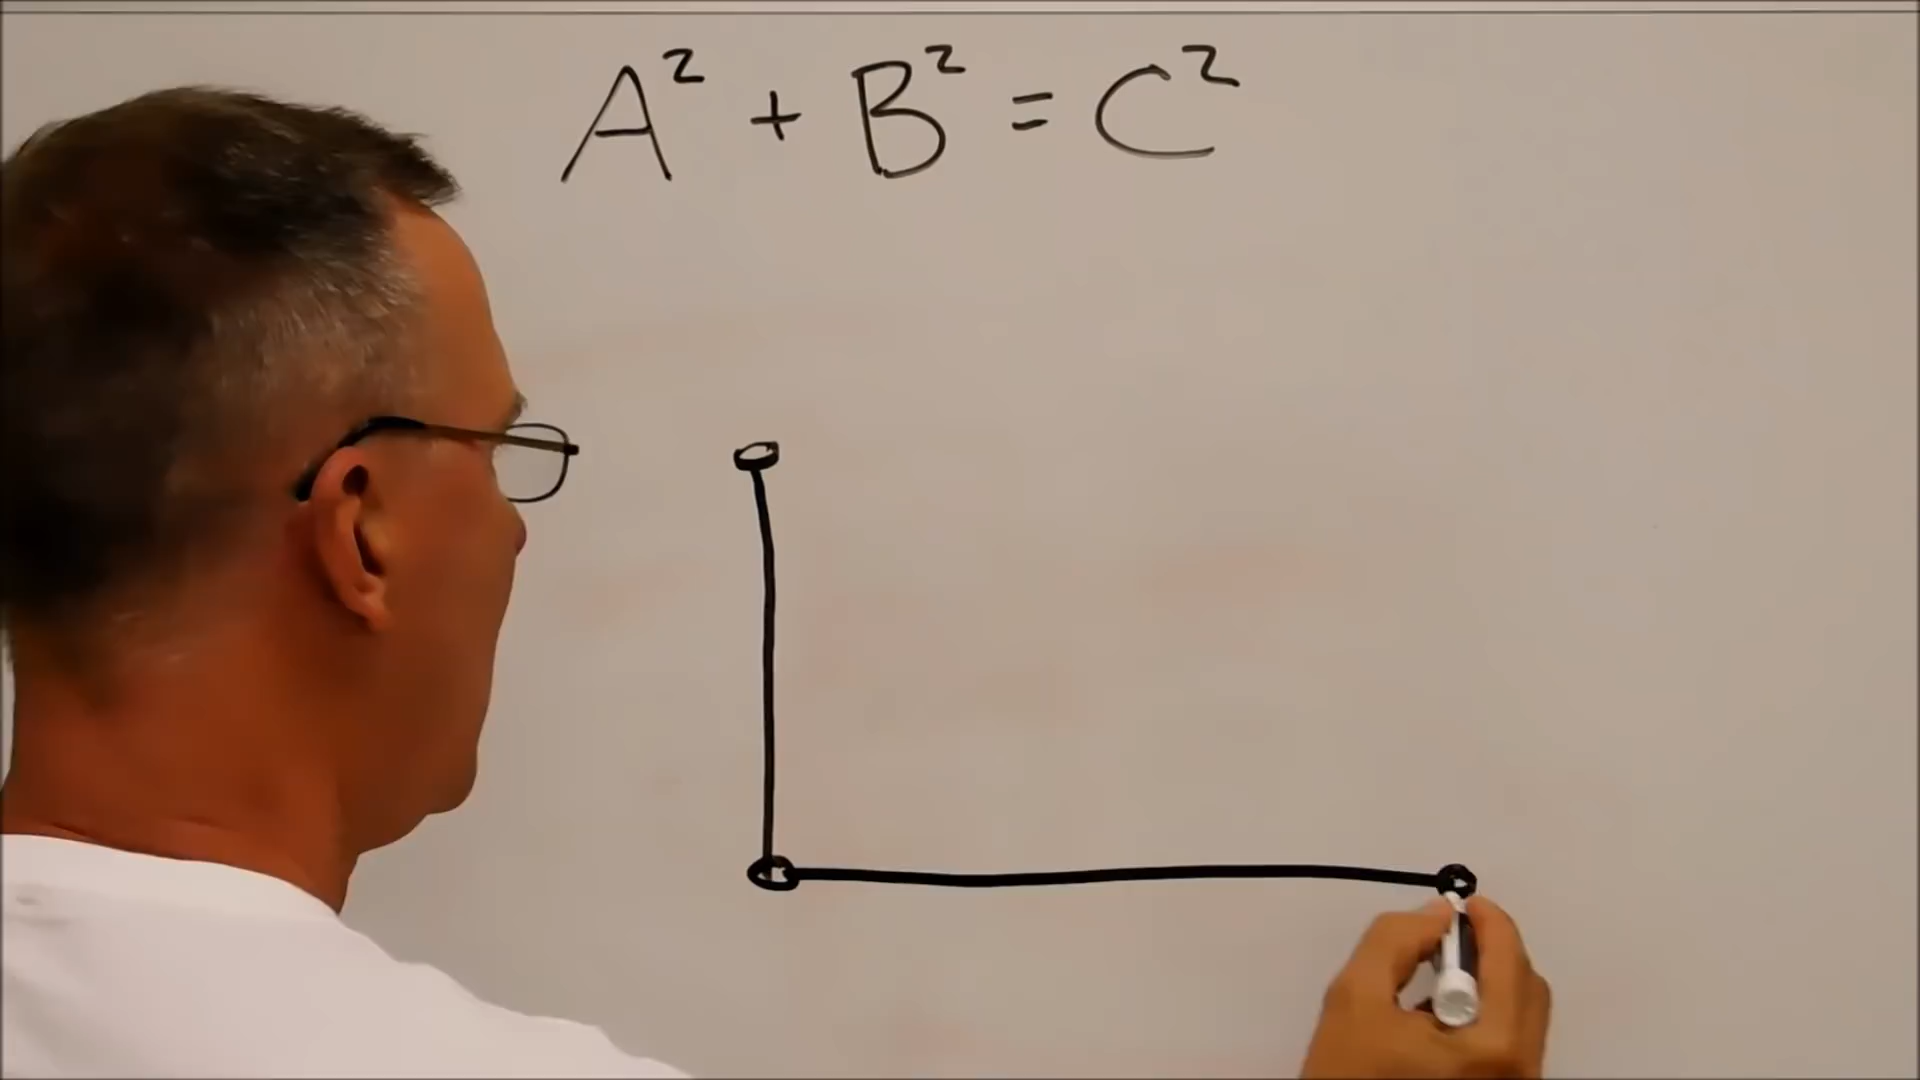 A² + B² = C²